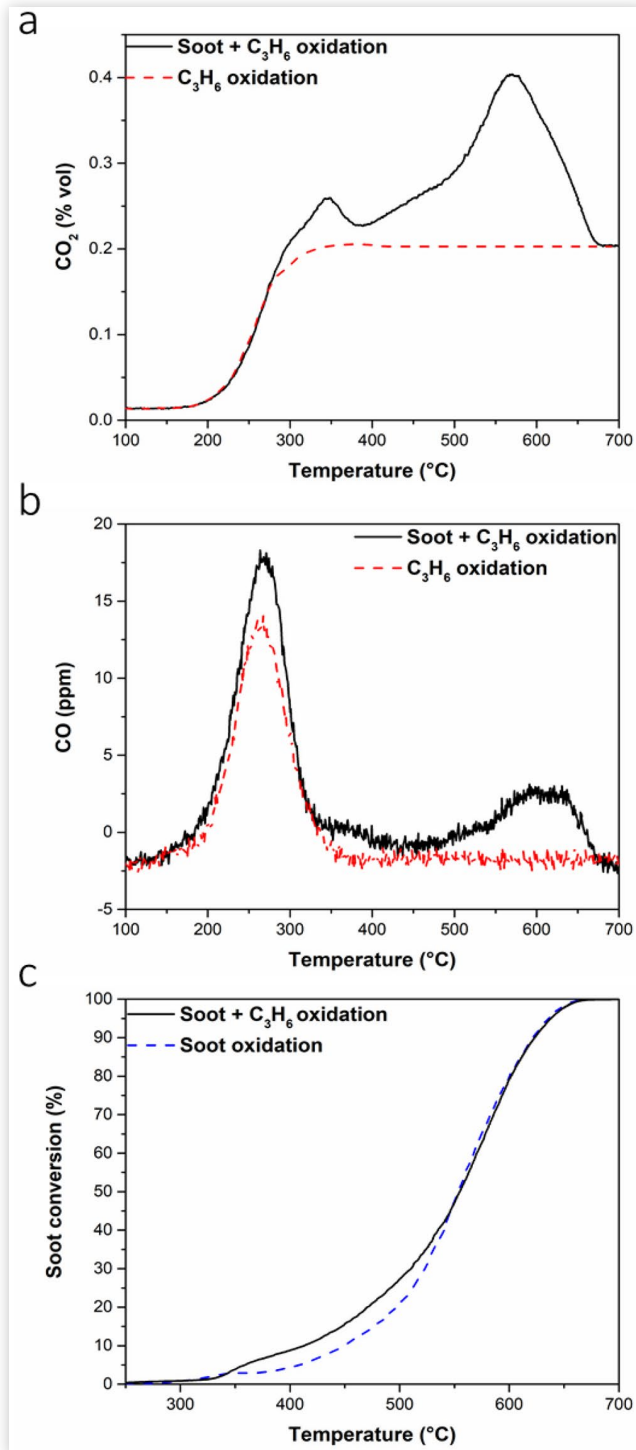 a
Soot + C₃H₆ oxidation
C₃H₆ oxidation
0.4
0.3
0.2
0.1
0.0
CO₂ (% vol)
100 200 300 400 500 600 700
Temperature (°C)
b
Soot + C₃H₆ oxidation
C₃H₆ oxidation
20
15
10
5
0
-5
CO (ppm)
100 200 300 400 500 600 700
Temperature (°C)
c
Soot + C₃H₆ oxidation
Soot oxidation
100
90
80
70
60
50
40
30
20
10
0
Soot conversion (%)
300 400 500 600 700
Temperature (°C)